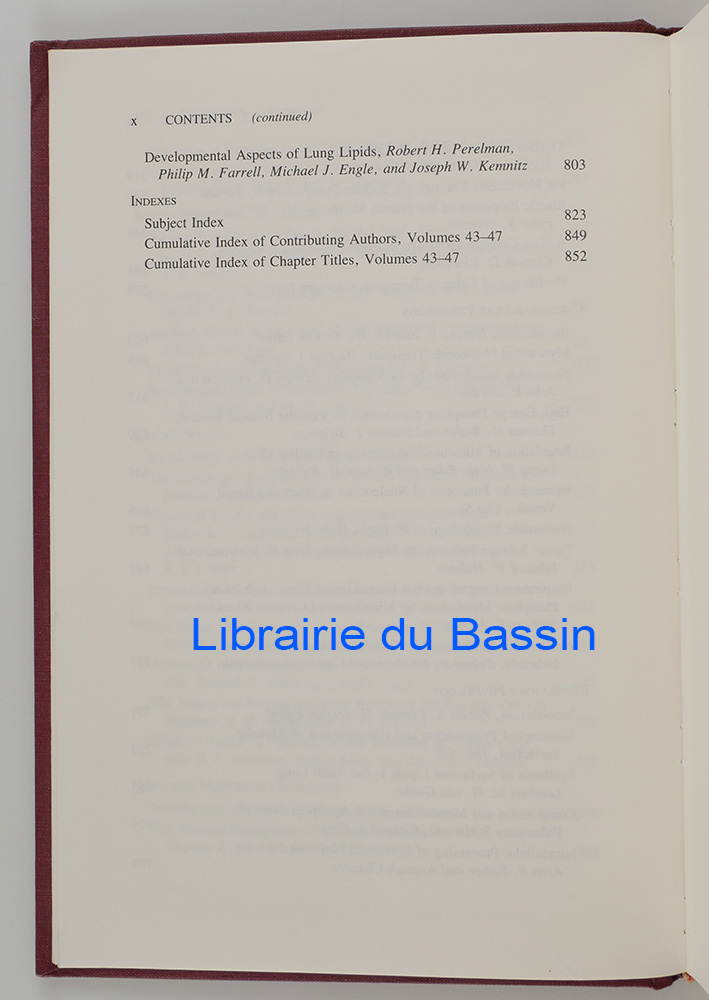 x CONTENTS (continued)
Developmental Aspects of Lung Lipids, Robert H. Perelman,
Philip M. Farrell, Michael J. Engle, and Joseph W. Kemnitz 803
INDEXES
Subject Index 823
Cumulative Index of Contributing Authors, Volumes 43–47 849
Cumulative Index of Chapter Titles, Volumes 43–47 852
Librairie du Bassin